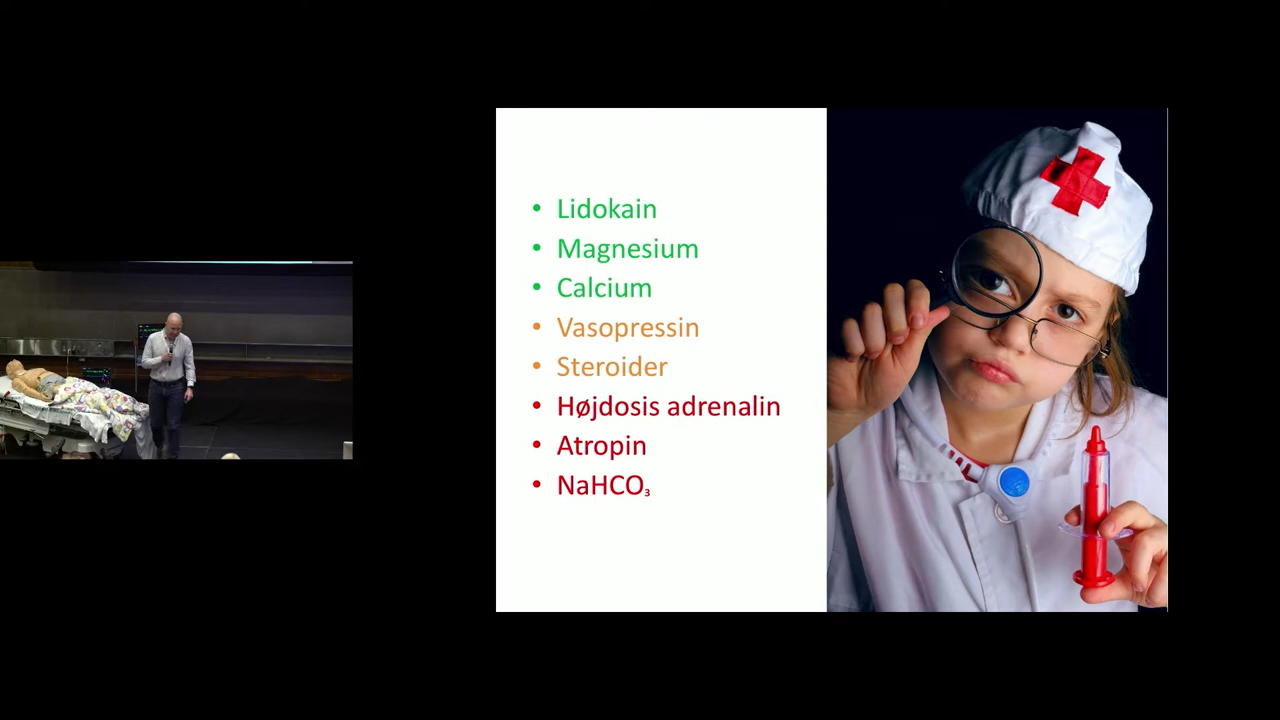 • Lidokain
• Magnesium
• Calcium
• Vasopressin
• Steroider
• Højdosis adrenalin
• Atropin
• NaHCO₃